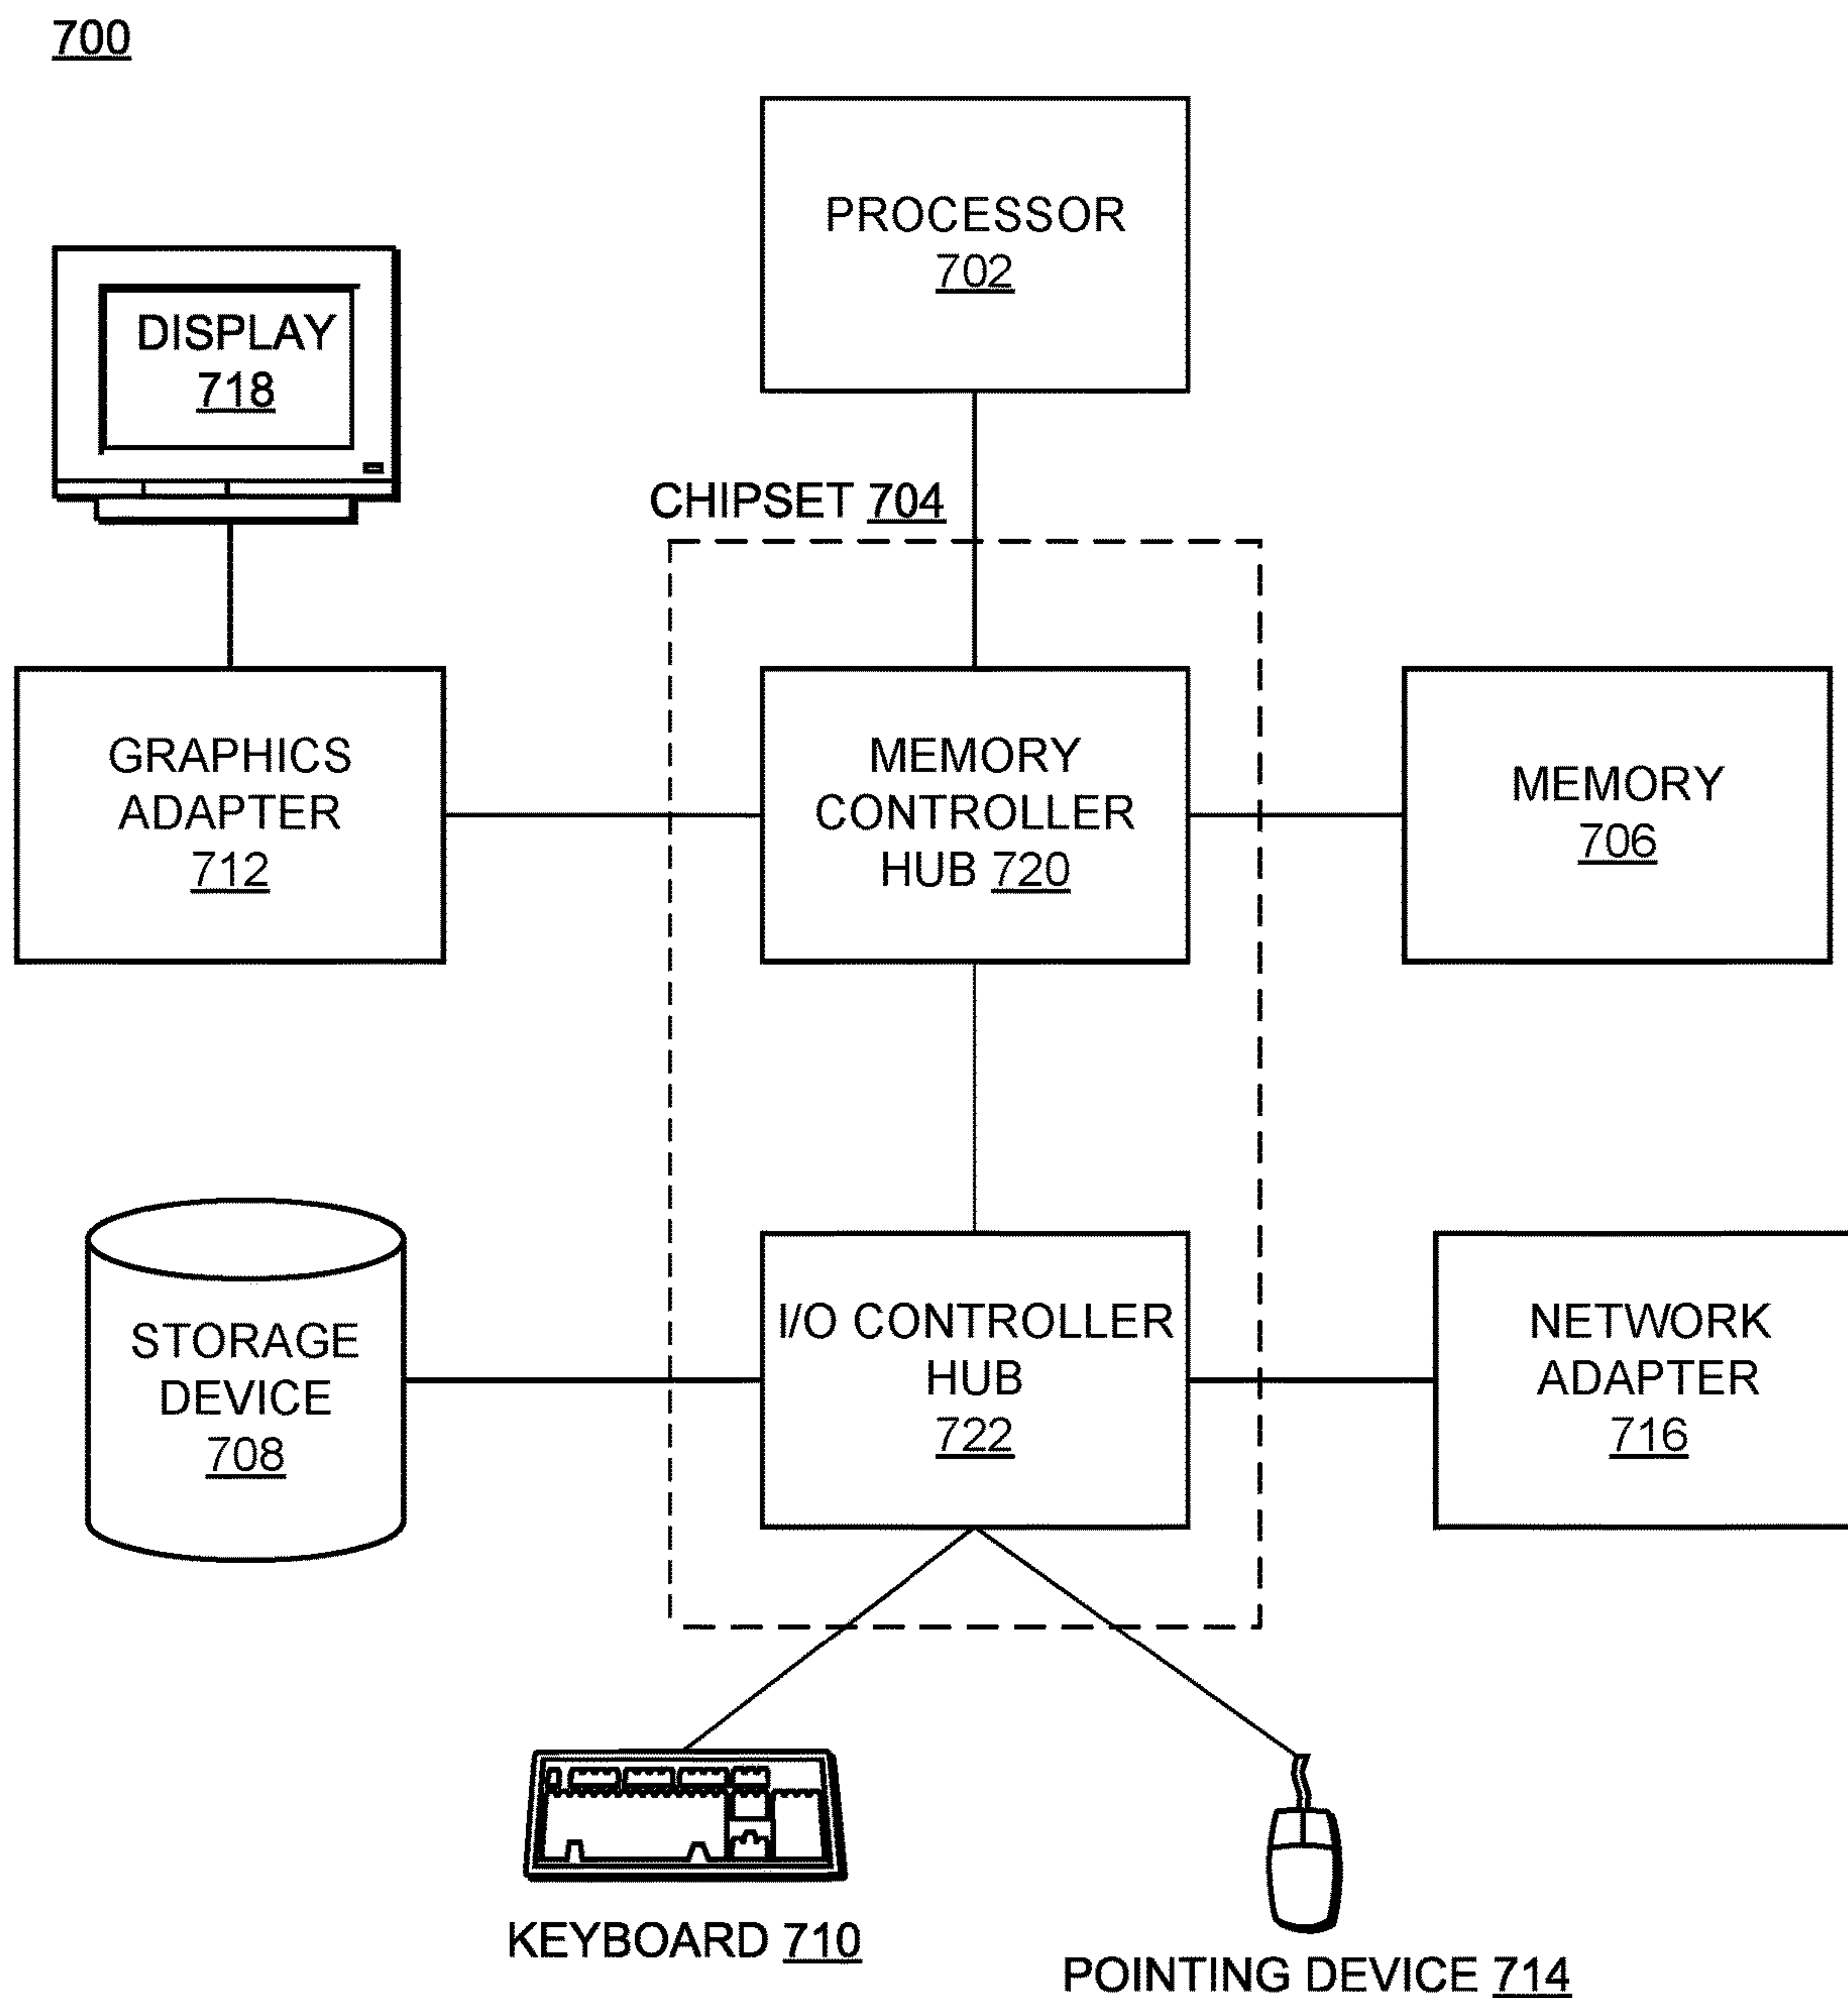 700
PROCESSOR
702
DISPLAY
718
CHIPSET 704
GRAPHICS
ADAPTER
712
MEMORY
CONTROLLER
HUB 720
MEMORY
706
STORAGE
DEVICE
708
I/O CONTROLLER
HUB
722
NETWORK
ADAPTER
716
KEYBOARD 710
POINTING DEVICE 714